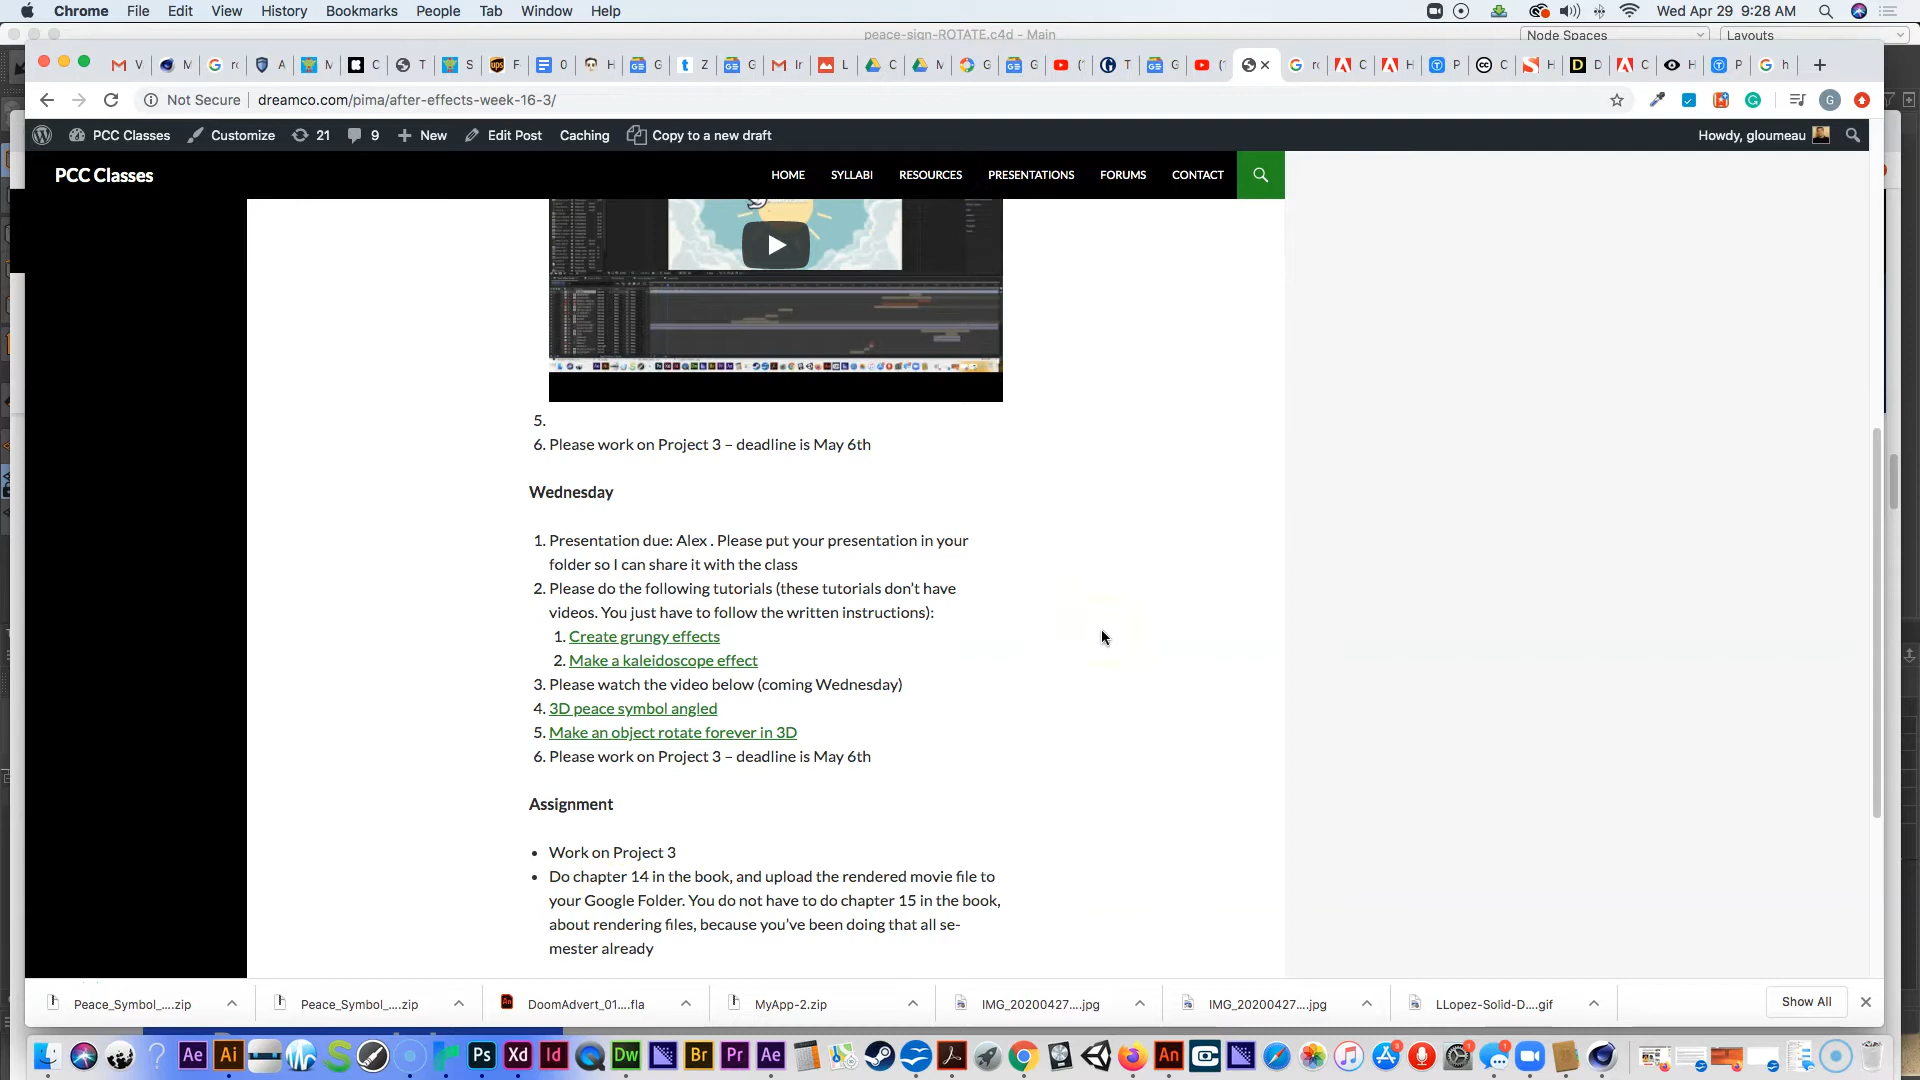 Chrome File Edit View History Bookmarks People Tab Window Help Wed Apr 29 9:28 AM
peace-sign-ROTATE.c4d - Main Node Spaces Layouts
Not Secure dreamco.com/pima/after-effects-week-16-3/ G
PCC Classes Customize 21 9 New Edit Post Caching Copy to a new draft Howdy, gloumeau
PCC Classes HOME SYLLABI RESOURCES PRESENTATIONS FORUMS CONTACT
5.
6. Please work on Project 3 – deadline is May 6th
Wednesday
1. Presentation due: Alex . Please put your presentation in your
folder so I can share it with the class
2. Please do the following tutorials (these tutorials don't have
videos. You just have to follow the written instructions):
1. Create grungy effects
2. Make a kaleidoscope effect
3. Please watch the video below (coming Wednesday)
4. 3D peace symbol angled
5. Make an object rotate forever in 3D
6. Please work on Project 3 – deadline is May 6th
Assignment
• Work on Project 3
• Do chapter 14 in the book, and upload the rendered movie file to
your Google Folder. You do not have to do chapter 15 in the book,
about rendering files, because you've been doing that all se-
mester already
Peace_Symbol_....zip Peace_Symbol_....zip DoomAdvert_01....fla MyApp-2.zip IMG_20200427....jpg IMG_20200427....jpg LLopez-Solid-D....gif Show All
Ae Ai Ps Xd Id Dw Br Pr Ae An